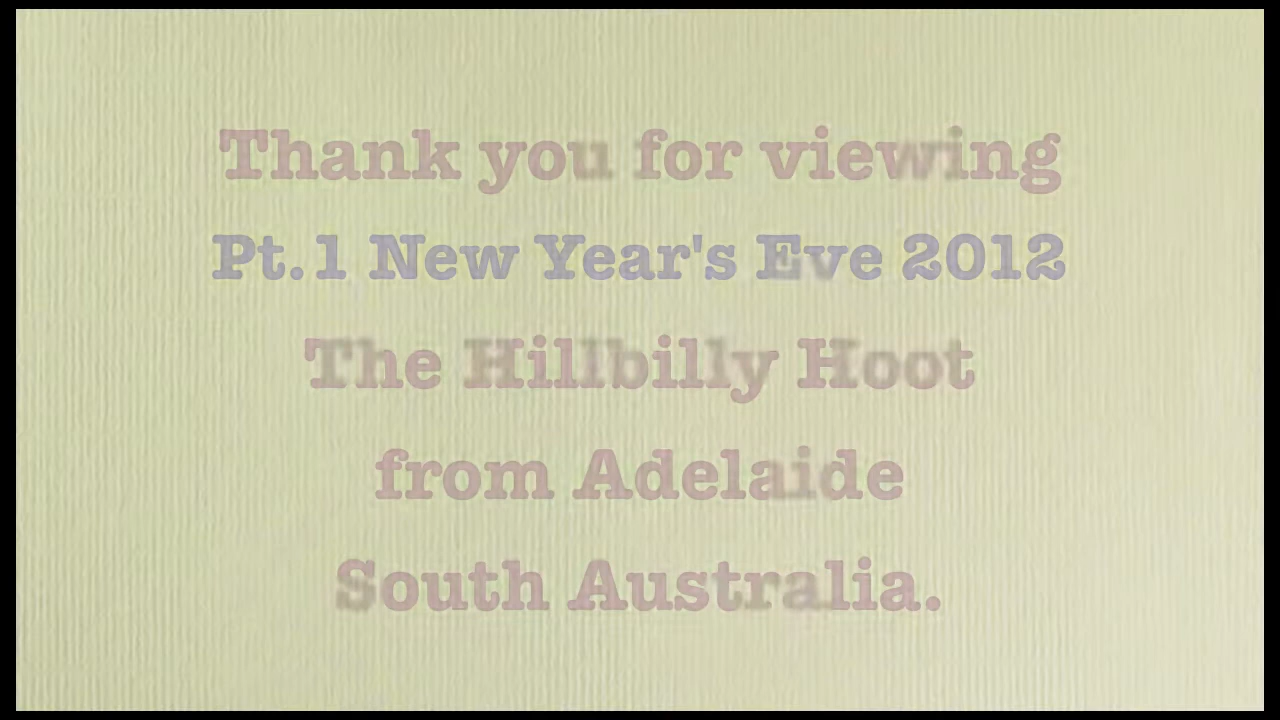 Thank you for viewing
Pt.1 New Year's Eve 2012
The Hillbilly Hoot
from Adelaide
South Australia.